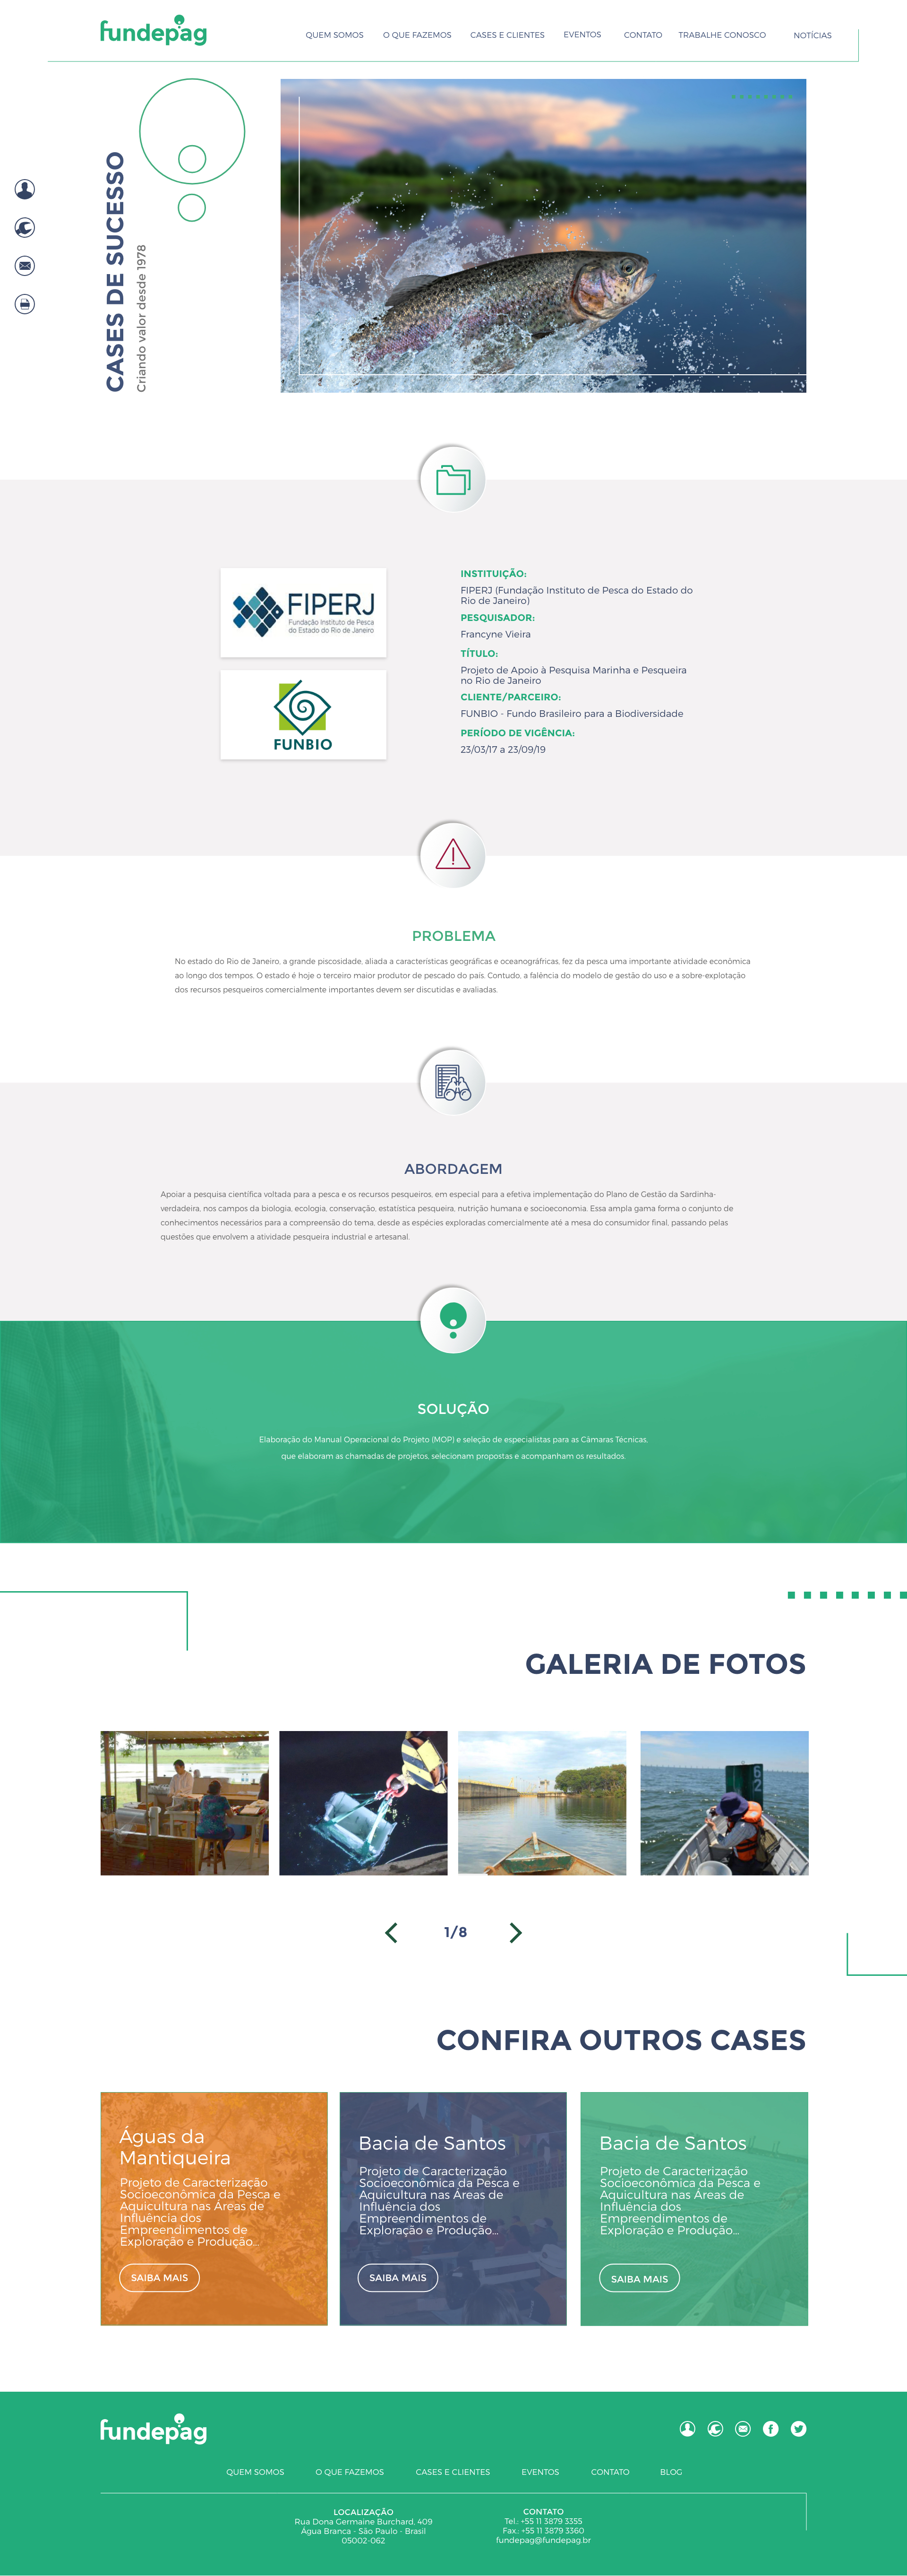 fundepag
QUEM SOMOS
O QUE FAZEMOS
CASES E CLIENTES
EVENTOS
CONTATO
TRABALHE CONOSCO
NOTÍCIAS
CASES DE SUCESSO
Criando valor desde 1978
FIPERJ
Fundação Instituto de Pesca
do Estado do Rio de Janeiro
FUNBIO
INSTITUIÇÃO:
FIPERJ (Fundação Instituto de Pesca do Estado do
Rio de Janeiro)
PESQUISADOR:
Francyne Vieira
TÍTULO:
Projeto de Apoio à Pesquisa Marinha e Pesqueira
no Rio de Janeiro
CLIENTE/PARCEIRO:
FUNBIO - Fundo Brasileiro para a Biodiversidade
PERÍODO DE VIGÊNCIA:
23/03/17 a 23/09/19
PROBLEMA
No estado do Rio de Janeiro, a grande piscosidade, aliada a características geográficas e oceanográfricas, fez da pesca uma importante atividade econômica
ao longo dos tempos. O estado é hoje o terceiro maior produtor de pescado do país. Contudo, a falência do modelo de gestão do uso e a sobre-explotação
dos recursos pesqueiros comercialmente importantes devem ser discutidas e avaliadas.
ABORDAGEM
Apoiar a pesquisa científica voltada para a pesca e os recursos pesqueiros, em especial para a efetiva implementação do Plano de Gestão da Sardinha-
verdadeira, nos campos da biologia, ecologia, conservação, estatística pesqueira, nutrição humana e socioeconomia. Essa ampla gama forma o conjunto de
conhecimentos necessários para a compreensão do tema, desde as espécies exploradas comercialmente até a mesa do consumidor final, passando pelas
questões que envolvem a atividade pesqueira industrial e artesanal.
SOLUÇÃO
Elaboração do Manual Operacional do Projeto (MOP) e seleção de especialistas para as Câmaras Técnicas,
que elaboram as chamadas de projetos, selecionam propostas e acompanham os resultados.
GALERIA DE FOTOS
62
1/8
CONFIRA OUTROS CASES
Águas da
Mantiqueira
Projeto de Caracterização
Socioeconômica da Pesca e
Aquicultura nas Áreas de
Influência dos
Empreendimentos de
Exploração e Produção...
SAIBA MAIS
Bacia de Santos
Projeto de Caracterização
Socioeconômica da Pesca e
Aquicultura nas Áreas de
Influência dos
Empreendimentos de
Exploração e Produção...
SAIBA MAIS
Bacia de Santos
Projeto de Caracterização
Socioeconômica da Pesca e
Aquicultura nas Áreas de
Influência dos
Empreendimentos de
Exploração e Produção...
SAIBA MAIS
fundepag
QUEM SOMOS
O QUE FAZEMOS
CASES E CLIENTES
EVENTOS
CONTATO
BLOG
LOCALIZAÇÃO
Rua Dona Germaine Burchard, 409
Água Branca - São Paulo - Brasil
05002-062
CONTATO
Tel.: +55 11 3879 3355
Fax.: +55 11 3879 3360
fundepag@fundepag.br